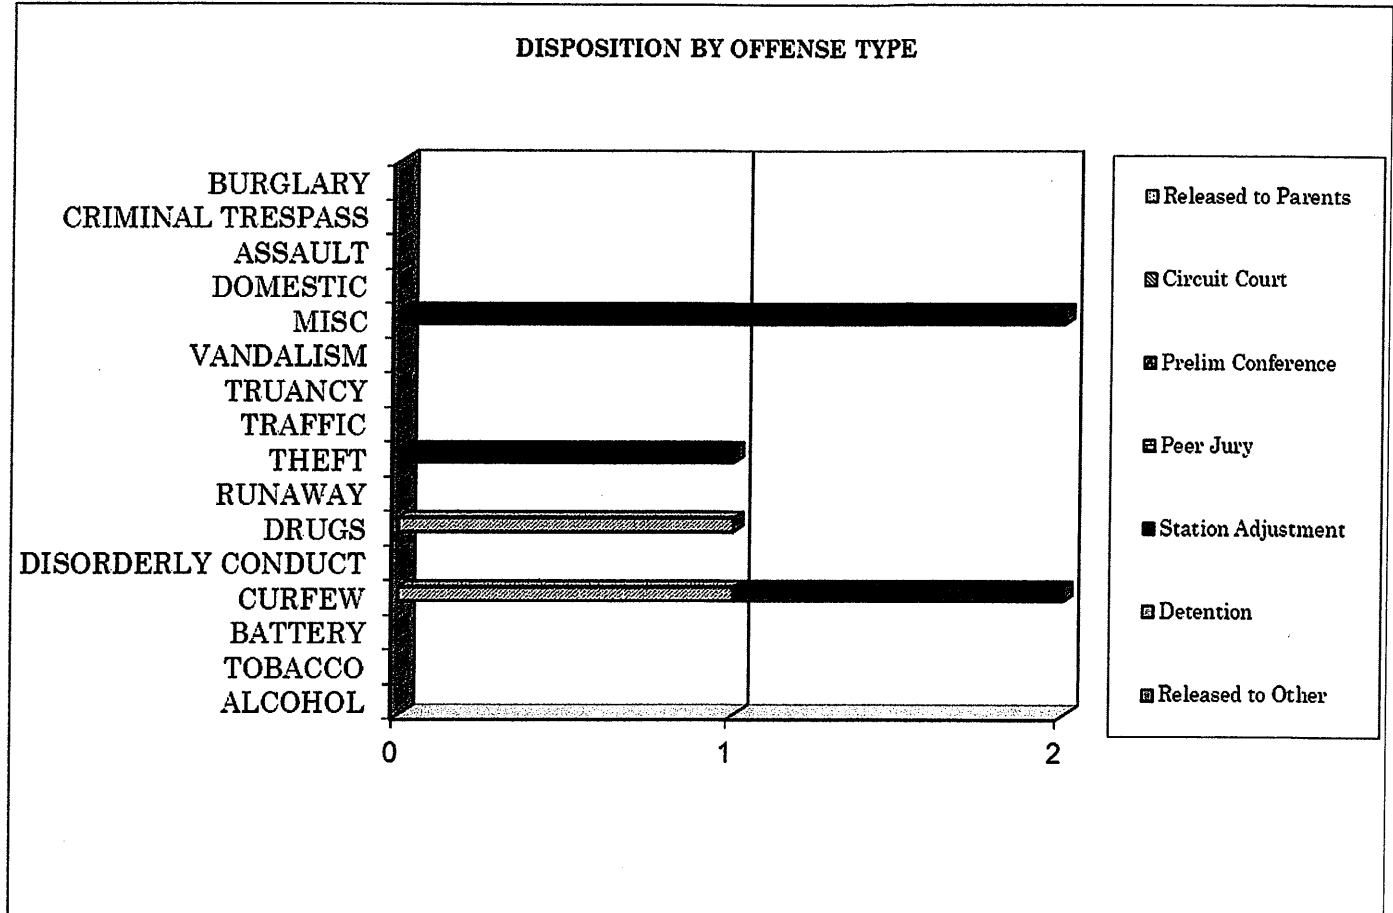 DISPOSITION BY OFFENSE TYPE
BURGLARY
CRIMINAL TRESPASS
ASSAULT
DOMESTIC
MISC
VANDALISM
TRUANCY
TRAFFIC
THEFT
RUNAWAY
DRUGS
DISORDERLY CONDUCT
CURFEW
BATTERY
TOBACCO
ALCOHOL
0 1 2
Released to Parents
Circuit Court
Prelim Conference
Peer Jury
Station Adjustment
Detention
Released to Other